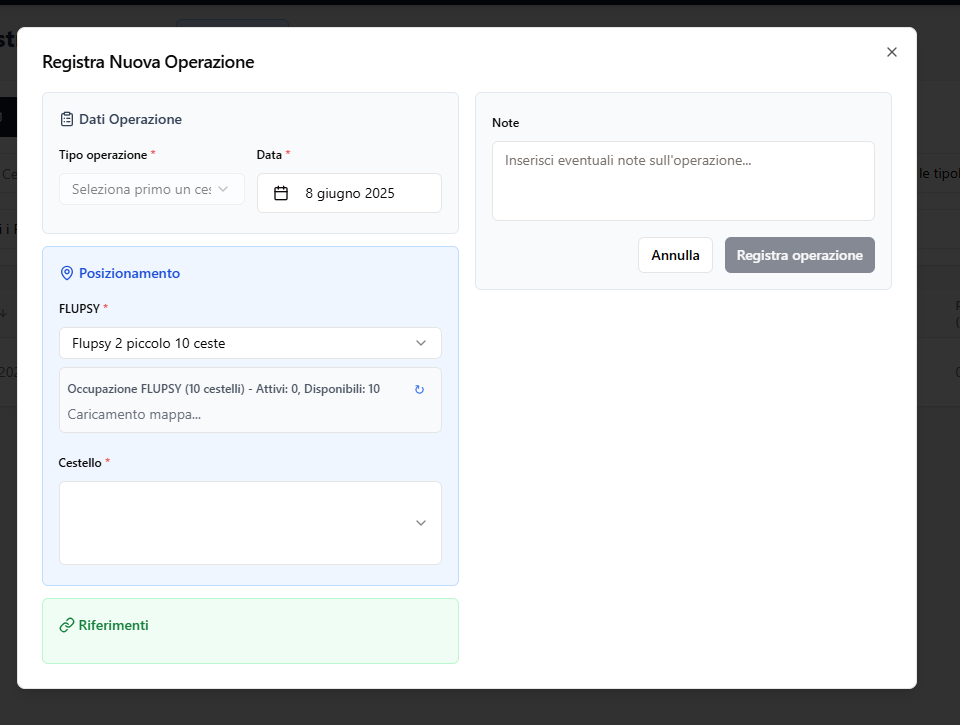 Registra Nuova Operazione
Dati Operazione
Tipo operazione *
Data *
Seleziona primo un ces
8 giugno 2025
Posizionamento
FLUPSY *
Flupsy 2 piccolo 10 ceste
Occupazione FLUPSY (10 cestelli) - Attivi: 0, Disponibili: 10
↻
Caricamento mappa...
Cestello *
Riferimenti
Note
Inserisci eventuali note sull'operazione...
Annulla
Registra operazione
le tipol